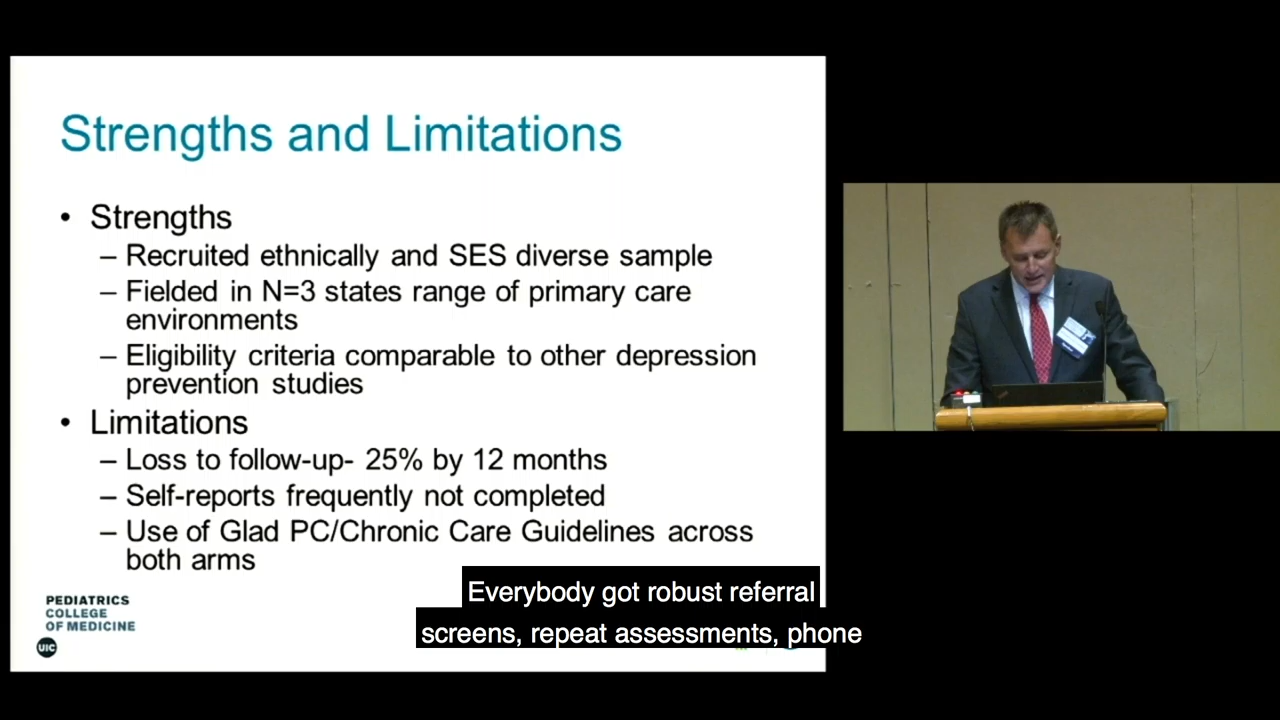 Strengths and Limitations
• Strengths
– Recruited ethnically and SES diverse sample
– Fielded in N=3 states range of primary care
environments
– Eligibility criteria comparable to other depression
prevention studies
• Limitations
– Loss to follow-up- 25% by 12 months
– Self-reports frequently not completed
– Use of Glad PC/Chronic Care Guidelines across
both arms
PEDIATRICS
COLLEGE
OF MEDICINE
UIC
Everybody got robust referral
screens, repeat assessments, phone